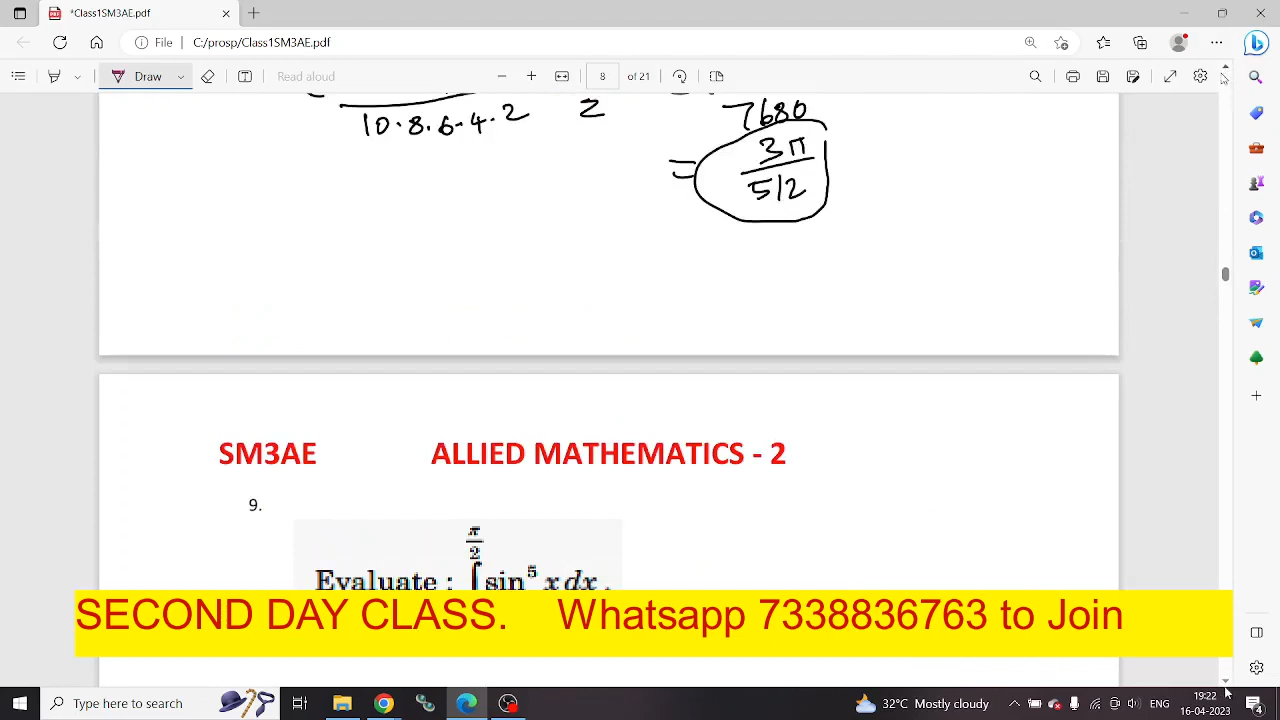 *Class1SM3AE.pdf
File C:/prosp/Class1SM3AE.pdf
Draw Read aloud 8 of 21
10·8·6·4·2 2 7680
= 3π
512
SM3AE ALLIED MATHEMATICS - 2
9.
π
2
Evaluate : ∫ sin⁵ x dx .
SECOND DAY CLASS. Whatsapp 7338836763 to Join
Type here to search 32°C Mostly cloudy 19:22
16-04-2023